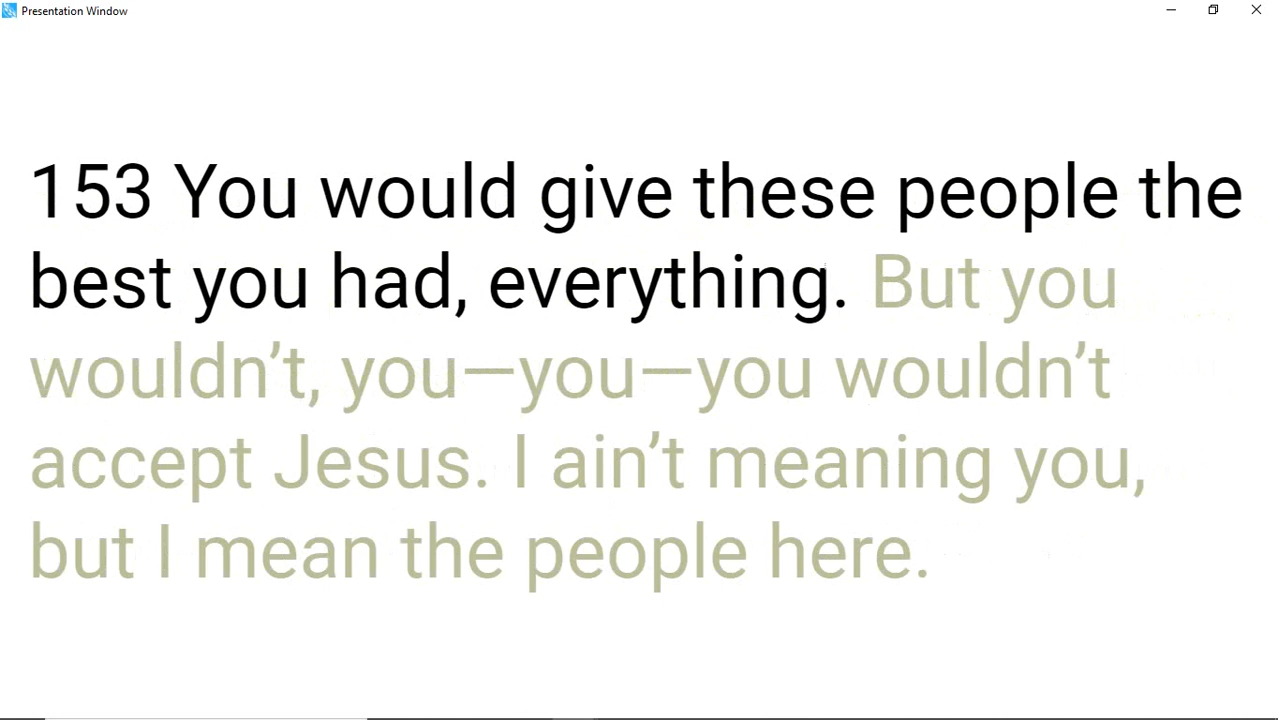 Presentation Window
153 You would give these people the
best you had, everything. But you
wouldn’t, you—you—you wouldn’t
accept Jesus. I ain’t meaning you,
but I mean the people here.